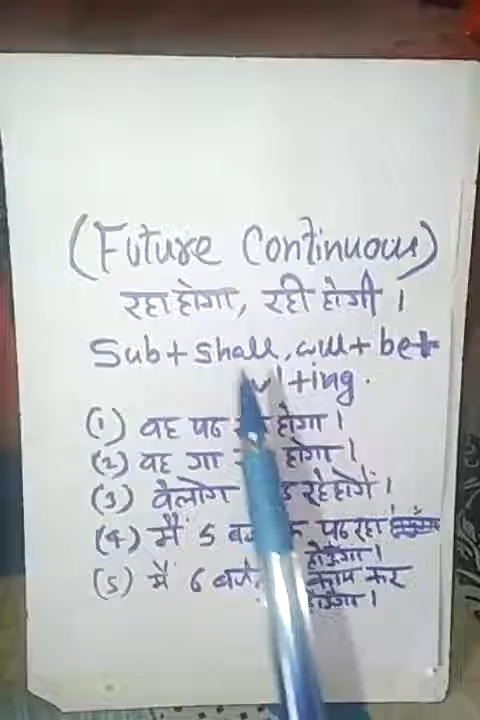 (Future Continuous)
रहा होगा, रही होगी ।
Sub + shall, will + be +
+ ing.
(1) वह पढ़ होगा ।
(2) वह गा होगा ।
(3) वेलोग रहे होगें ।
(4) मैं 5 पढ़ रहा
होऊँगा ।
(5) मैं 6 बजे काम कर
होऊँगा ।